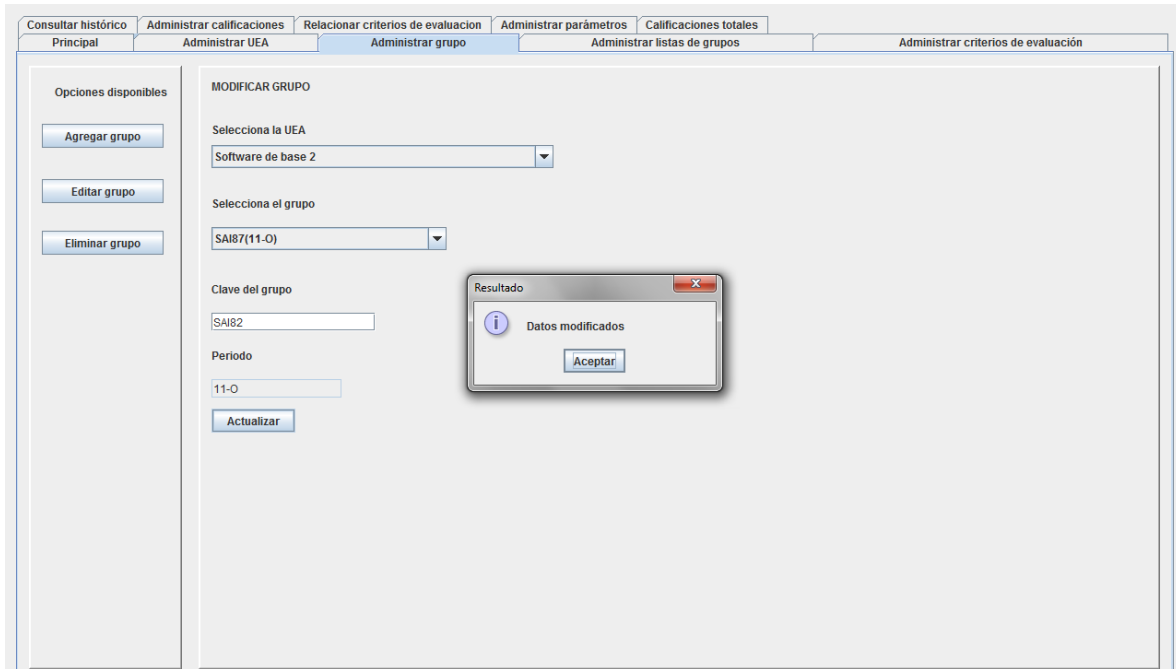 Consultar histórico Administrar calificaciones Relacionar criterios de evaluacion Administrar parámetros Calificaciones totales
Principal Administrar UEA Administrar grupo Administrar listas de grupos Administrar criterios de evaluación
Opciones disponibles
Agregar grupo
Editar grupo
Eliminar grupo
MODIFICAR GRUPO
Selecciona la UEA
Software de base 2
Selecciona el grupo
SAI87(11-O)
Clave del grupo
SAI82
Periodo
11-O
Actualizar
Resultado
Datos modificados
Aceptar